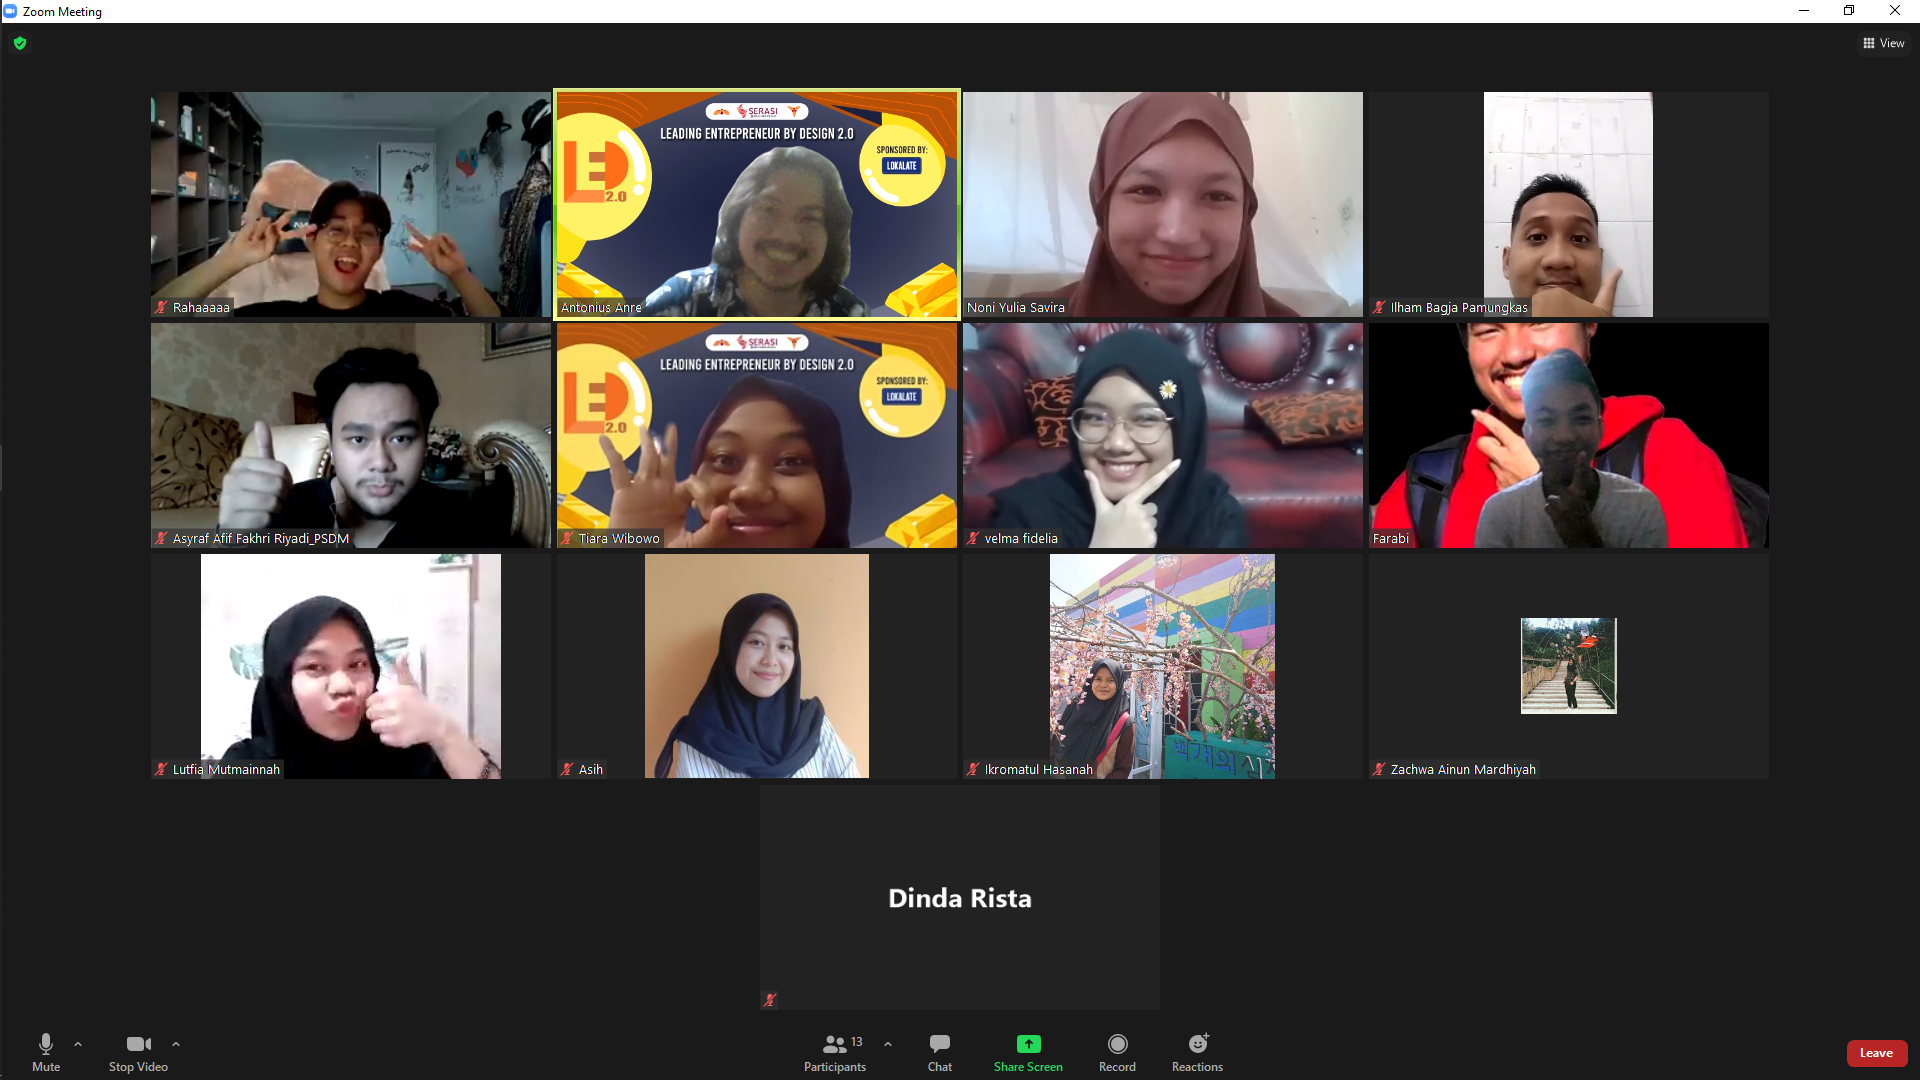 Zoom Meeting
View
SERASI
LEADING ENTREPRENEUR BY DESIGN 2.0
LED!
2.0
SPONSORED BY:
LOKALATE
Rahaaaaa
Antonius Anre
Noni Yulia Savira
Ilham Bagja Pamungkas
SERASI
LEADING ENTREPRENEUR BY DESIGN 2.0
LED!
2.0
SPONSORED BY:
LOKALATE
Asyraf Afif Fakhri Riyadi_PSDM
Tiara Wibowo
velma fidelia
Farabi
백개의
Lutfia Mutmainnah
Asih
Ikromatul Hasanah
Zachwa Ainun Mardhiyah
Dinda Rista
13
Mute
Stop Video
Participants
Chat
Share Screen
Record
Reactions
Leave